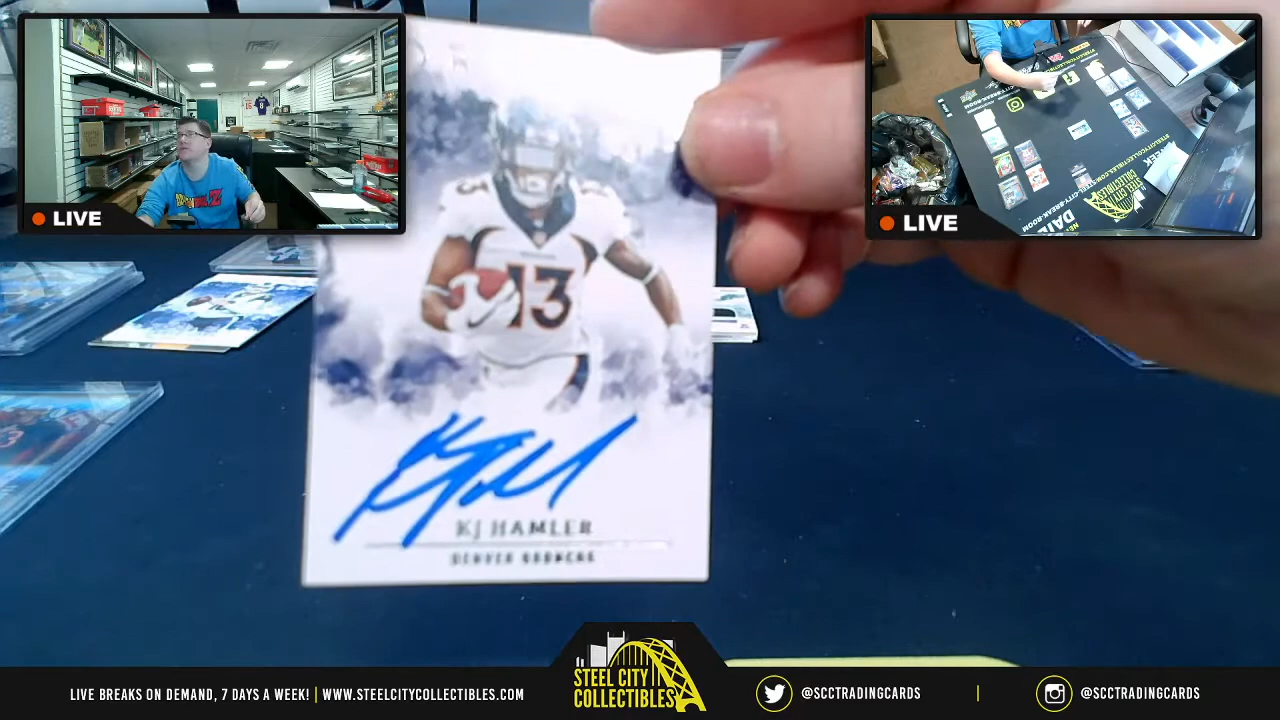 LIVE
LIVE
13
KJ HAMLER
DENVER BRONCOS
LIVE BREAKS ON DEMAND, 7 DAYS A WEEK! | WWW.STEELCITYCOLLECTIBLES.COM
STEEL CITY
COLLECTIBLES
@SCCTRADINGCARDS
@SCCTRADINGCARDS